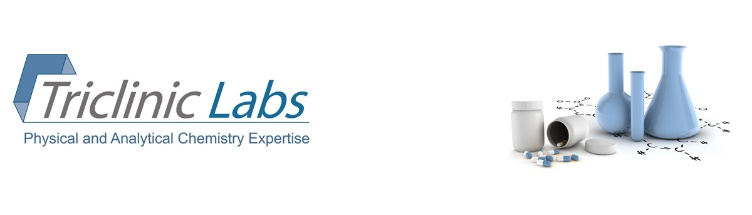 Triclinic Labs
Physical and Analytical Chemistry Expertise